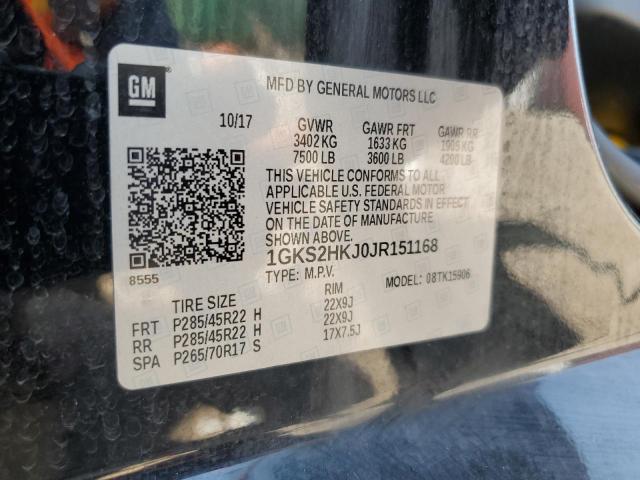 GM
MFD BY GENERAL MOTORS LLC
10/17 GVWR GAWR FRT GAWR RR
3402 KG 1633 KG 1905 KG
7500 LB 3600 LB 4200 LB
THIS VEHICLE CONFORMS TO ALL
APPLICABLE U.S. FEDERAL MOTOR
VEHICLE SAFETY STANDARDS IN EFFECT
ON THE DATE OF MANUFACTURE
SHOWN ABOVE.
1GKS2HKJ0JR151168
8555
TYPE: M.P.V. MODEL: 08TK15906
TIRE SIZE RIM
FRT P285/45R22 H 22X9J
RR P285/45R22 H 22X9J
SPA P265/70R17 S 17X7.5J